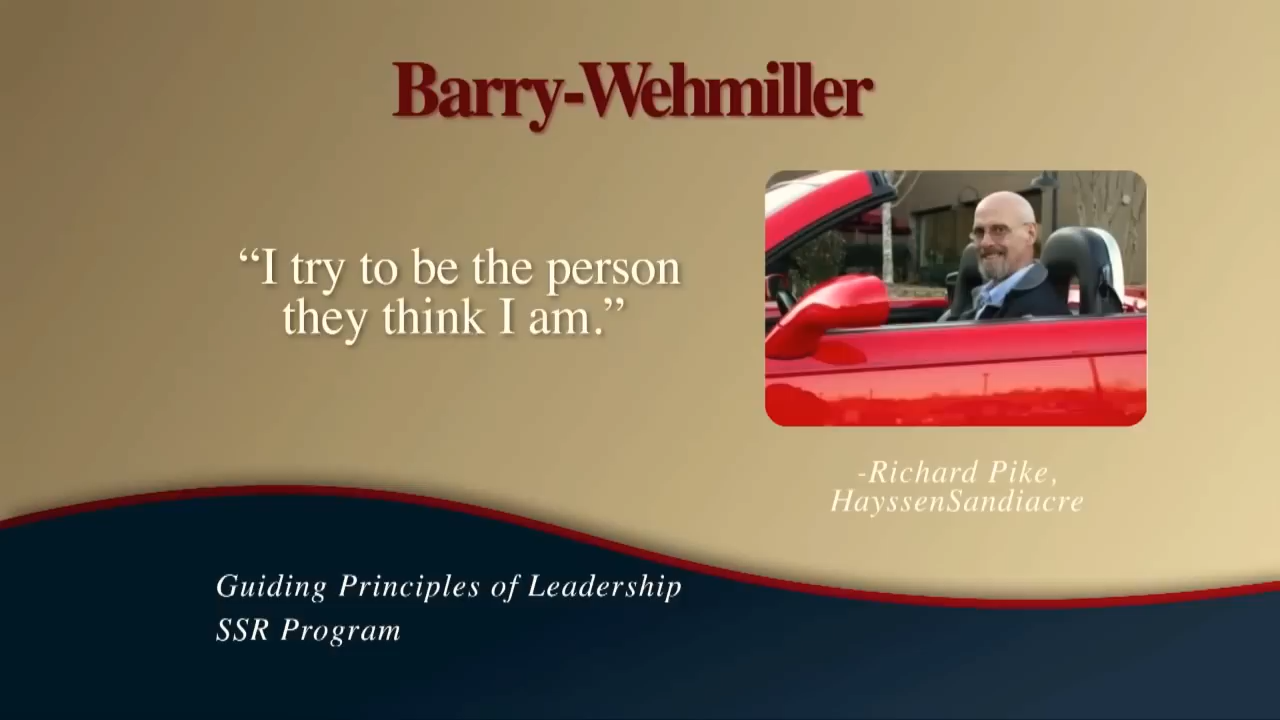 Barry-Wehmiller
“I try to be the person
they think I am.”
-Richard Pike,
HayssenSandiacre
Guiding Principles of Leadership
SSR Program